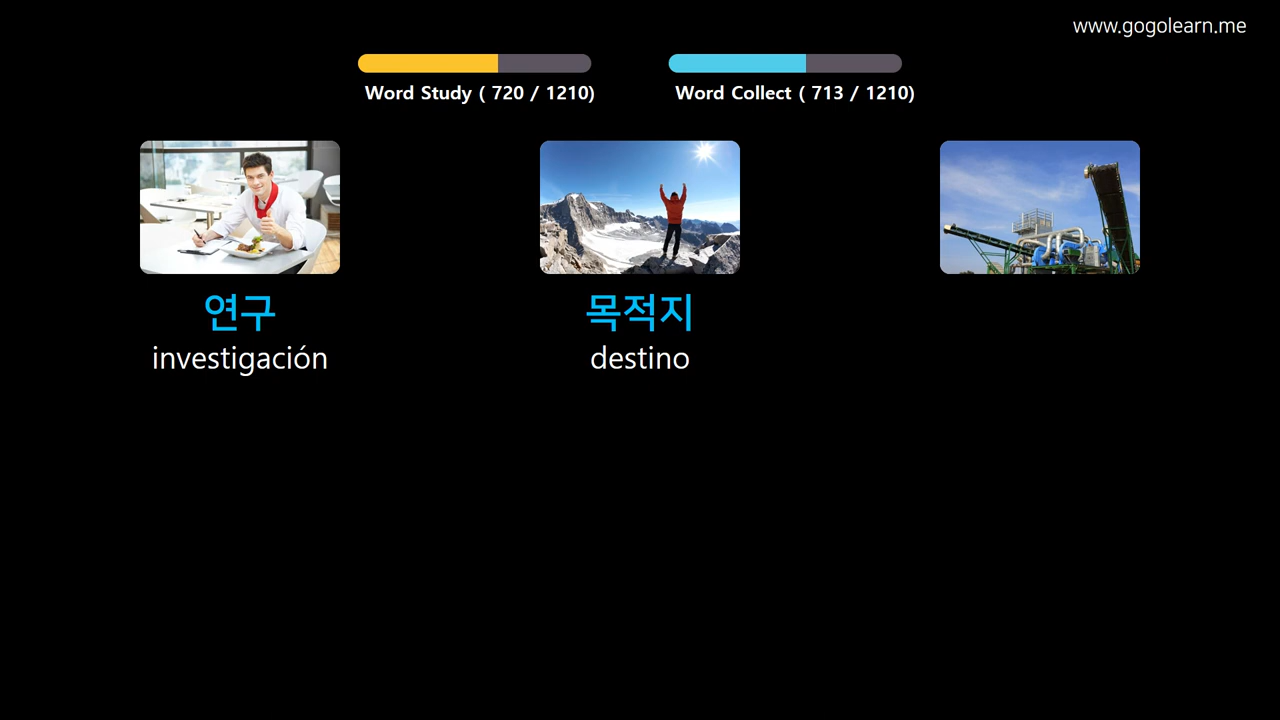 www.gogolearn.me
Word Study ( 720 / 1210)
Word Collect ( 713 / 1210)
연구
investigación
목적지
destino